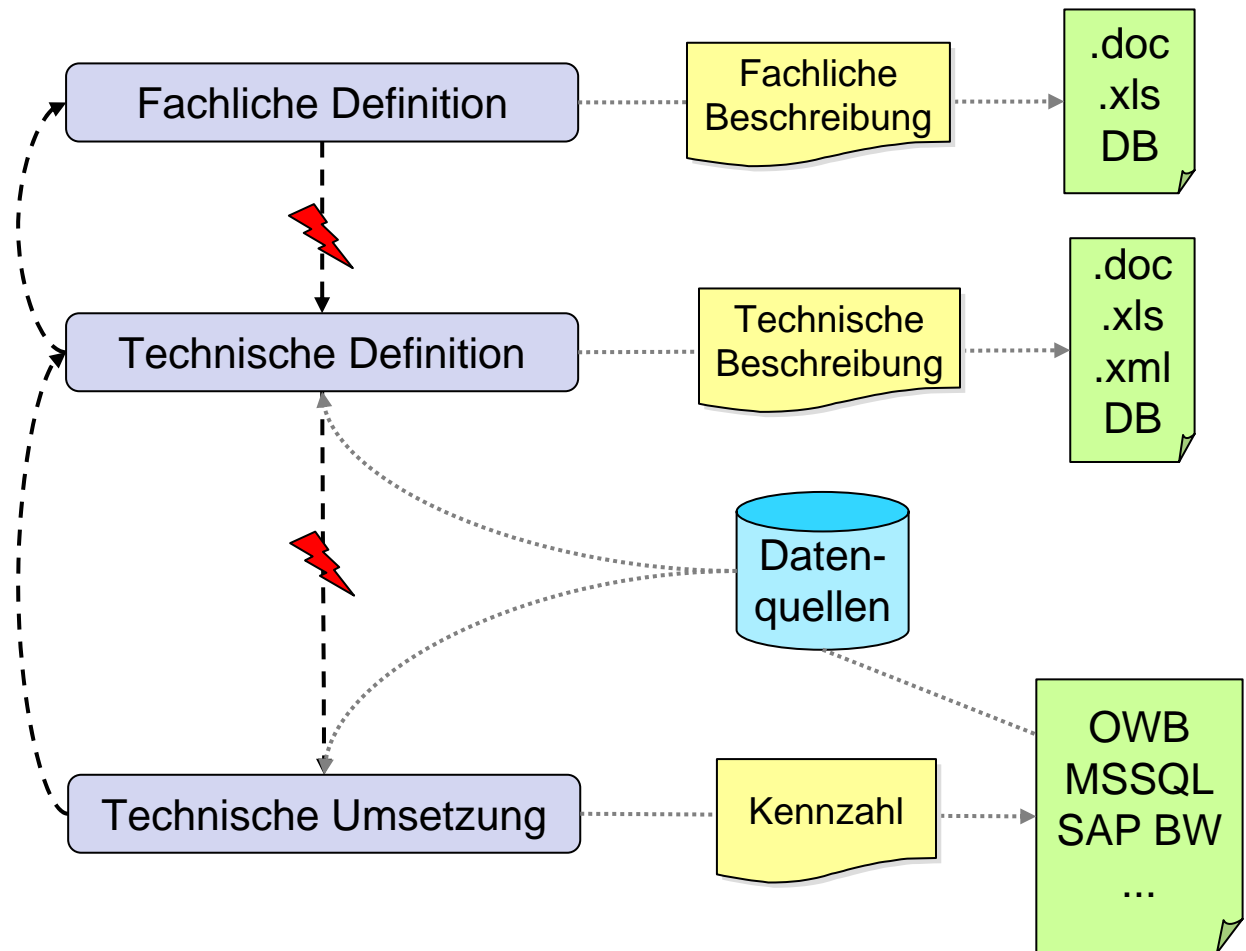 Fachliche Definition
Fachliche
Beschreibung
.doc
.xls
DB
Technische Definition
Technische
Beschreibung
.doc
.xls
.xml
DB
Daten-
quellen
Technische Umsetzung
Kennzahl
OWB
MSSQL
SAP BW
...